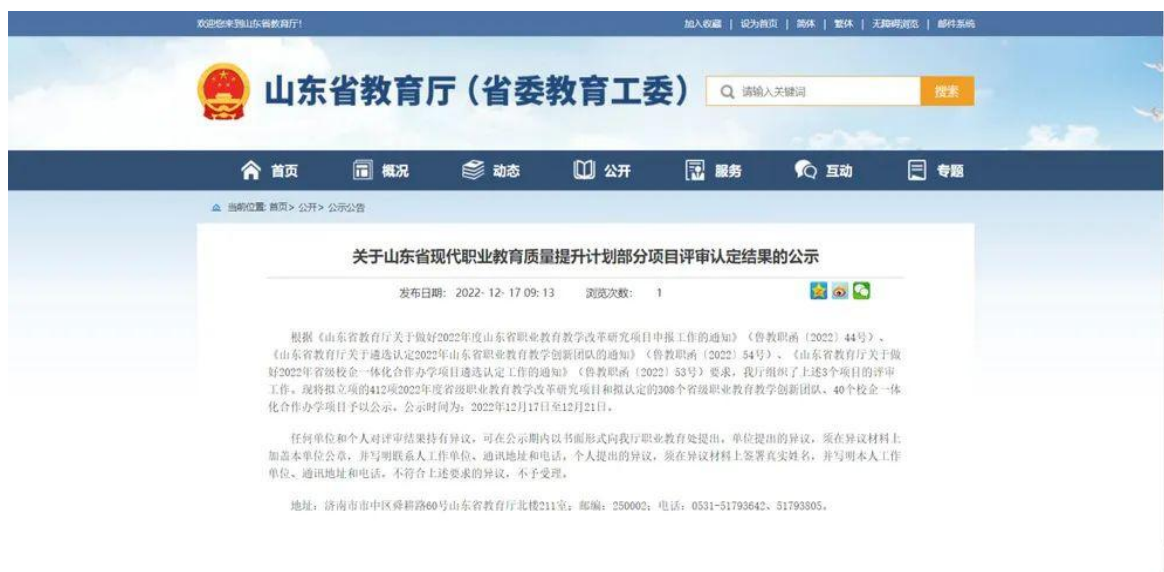 欢迎您来到山东省教育厅!
加入收藏 | 设为首页 | 简体 | 繁体 | 无障碍浏览 | 邮件系统
山东省教育厅（省委教育工委）
请输入关键词
搜索
首页 概况 动态 公开 服务 互动 专题
当前位置: 首页> 公开> 公示公告
关于山东省现代职业教育质量提升计划部分项目评审认定结果的公示
发布日期: 2022-12-17 09:13 浏览次数: 1
根据《山东省教育厅关于做好2022年度山东省职业教育教学改革研究项目申报工作的通知》（鲁教职函〔2022〕44号）、
《山东省教育厅关于遴选认定2022年山东省职业教育教学创新团队的通知》（鲁教职函〔2022〕54号）、《山东省教育厅关于做
好2022年省级校企一体化合作办学项目遴选认定工作的通知》（鲁教职函〔2022〕53号）要求，我厅组织了上述3个项目的评审
工作。现将拟立项的412项2022年度省级职业教育教学改革研究项目和拟认定的308个省级职业教育教学创新团队、40个校企一体
化合作办学项目予以公示。公示时间为：2022年12月17日至12月21日。
任何单位和个人对评审结果持有异议，可在公示期内以书面形式向我厅职业教育处提出。单位提出的异议，须在异议材料上
加盖本单位公章，并写明联系人工作单位、通讯地址和电话。个人提出的异议，须在异议材料上签署真实姓名，并写明本人工作
单位、通讯地址和电话。不符合上述要求的异议，不予受理。
地址：济南市市中区舜耕路60号山东省教育厅北楼211室；邮编：250002；电话：0531-51793642、51793805。